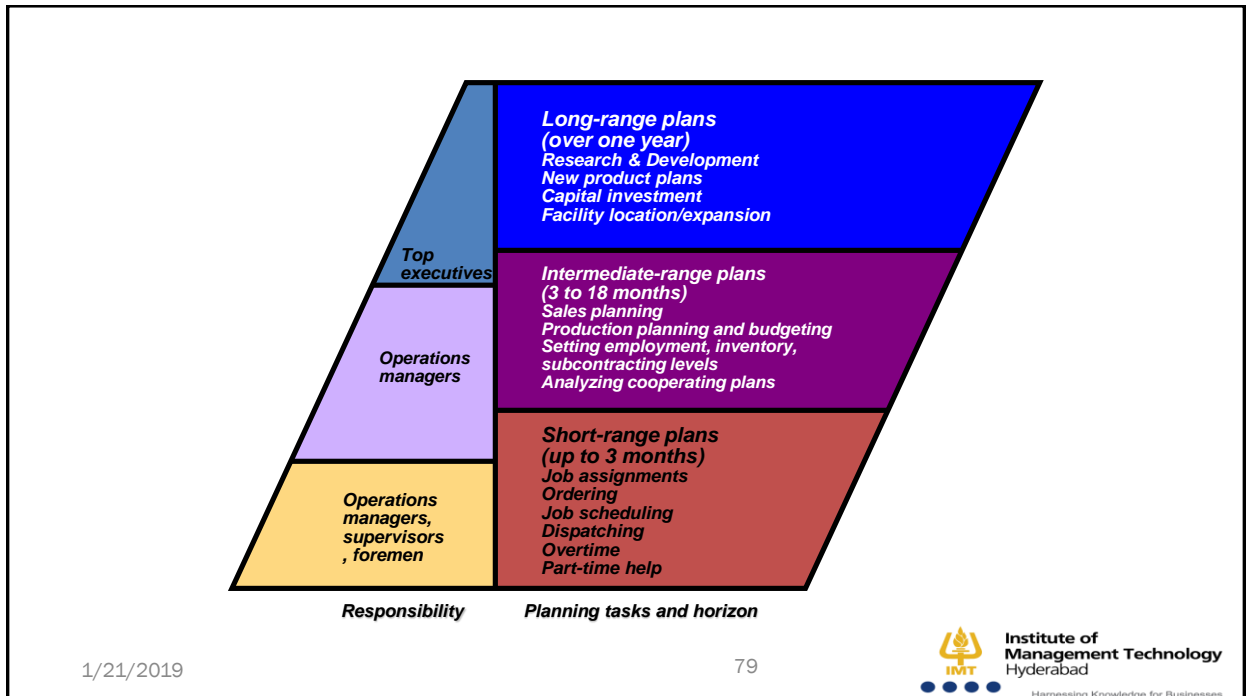 Long-range plans
(over one year)
Research & Development
New product plans
Capital investment
Facility location/expansion
Top
executives
Intermediate-range plans
(3 to 18 months)
Sales planning
Production planning and budgeting
Setting employment, inventory,
subcontracting levels
Analyzing cooperating plans
Operations
managers
Short-range plans
(up to 3 months)
Job assignments
Ordering
Job scheduling
Dispatching
Overtime
Part-time help
Operations
managers,
supervisors
, foremen
Responsibility
Planning tasks and horizon
1/21/2019
79
IMT
Institute of
Management Technology
Hyderabad
Harnessing Knowledge for Businesses